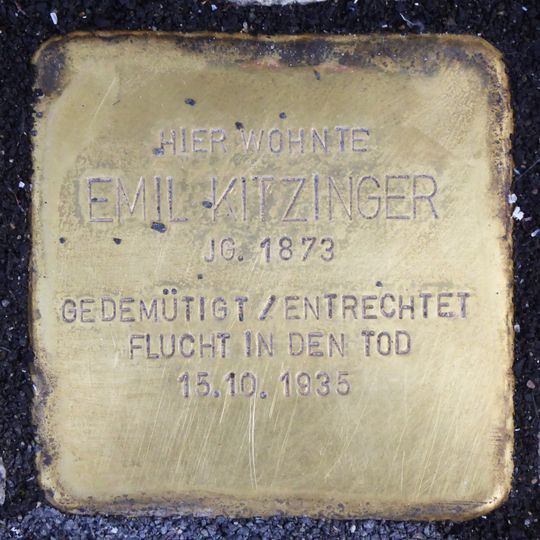 HIER WOHNTE
EMIL KITZINGER
JG. 1873
GEDEMÜTIGT / ENTRECHTET
FLUCHT IN DEN TOD
15.10. 1935